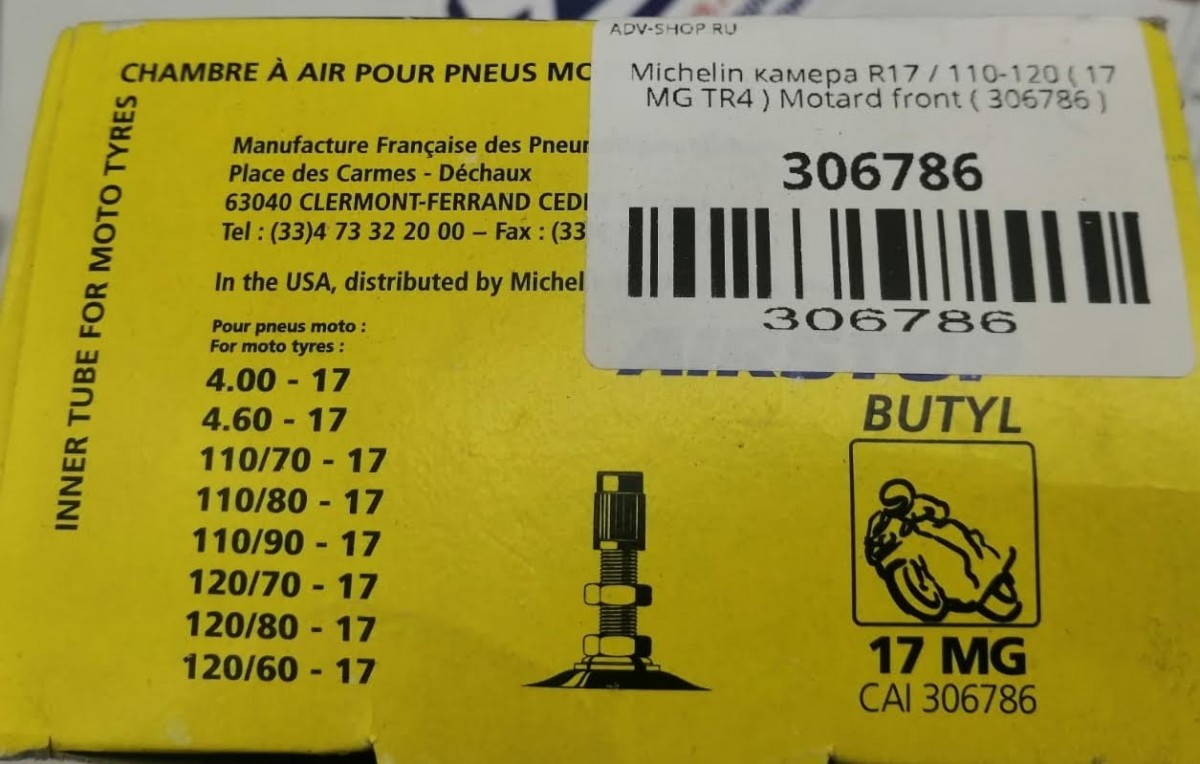 ADV-SHOP.RU
Michelin камера R17 / 110-120 ( 17
MG TR4 ) Motard front ( 306786 )
306786
306786
CHAMBRE À AIR POUR PNEUS MO
INNER TUBE FOR MOTO TYRES
Manufacture Française des Pneu
Place des Carmes - Déchaux
63040 CLERMONT-FERRAND CED
Tel : (33)4 73 32 20 00 – Fax : (33
In the USA, distributed by Michel
Pour pneus moto :
For moto tyres :
4.00 - 17
4.60 - 17
110/70 - 17
110/80 - 17
110/90 - 17
120/70 - 17
120/80 - 17
120/60 - 17
BUTYL
17 MG
CAI 306786